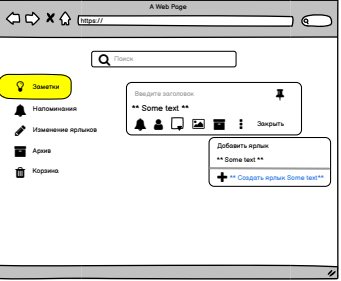 A Web Page
https://
Поиск
Заметки
Напоминания
Изменение ярлыков
Архив
Корзина
Введите заголовок
** Some text **
Закрыть
Добавить ярлык
** Some text **
** Создать ярлык Some text**